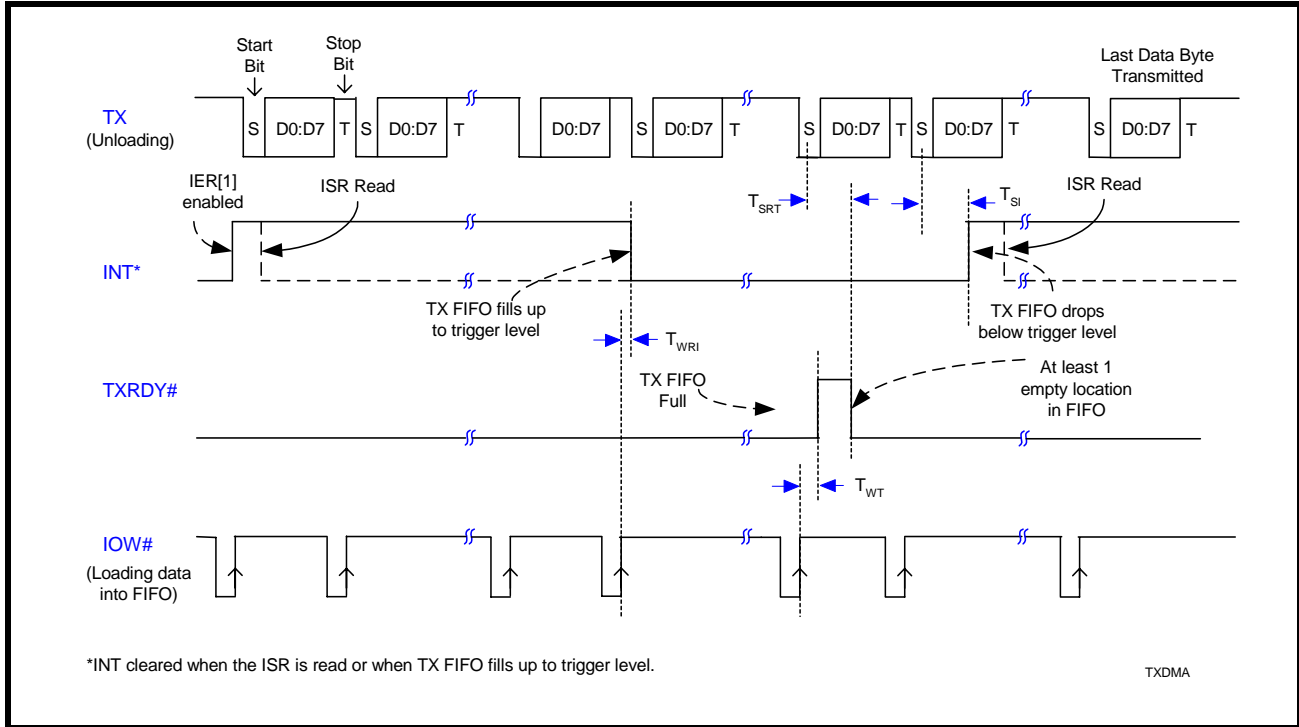 Start
Bit
Stop
Bit
Last Data Byte
Transmitted
TX
(Unloading)
S D0:D7 T S D0:D7 T D0:D7 S D0:D7 T S D0:D7 T S D0:D7 T S D0:D7 T
IER[1]
enabled
ISR Read
TSRT
TSI
ISR Read
INT*
TX FIFO fills up
to trigger level
TX FIFO drops
below trigger level
TWRI
TXRDY#
TX FIFO
Full
At least 1
empty location
in FIFO
TWT
IOW#
(Loading data
into FIFO)
*INT cleared when the ISR is read or when TX FIFO fills up to trigger level.
TXDMA